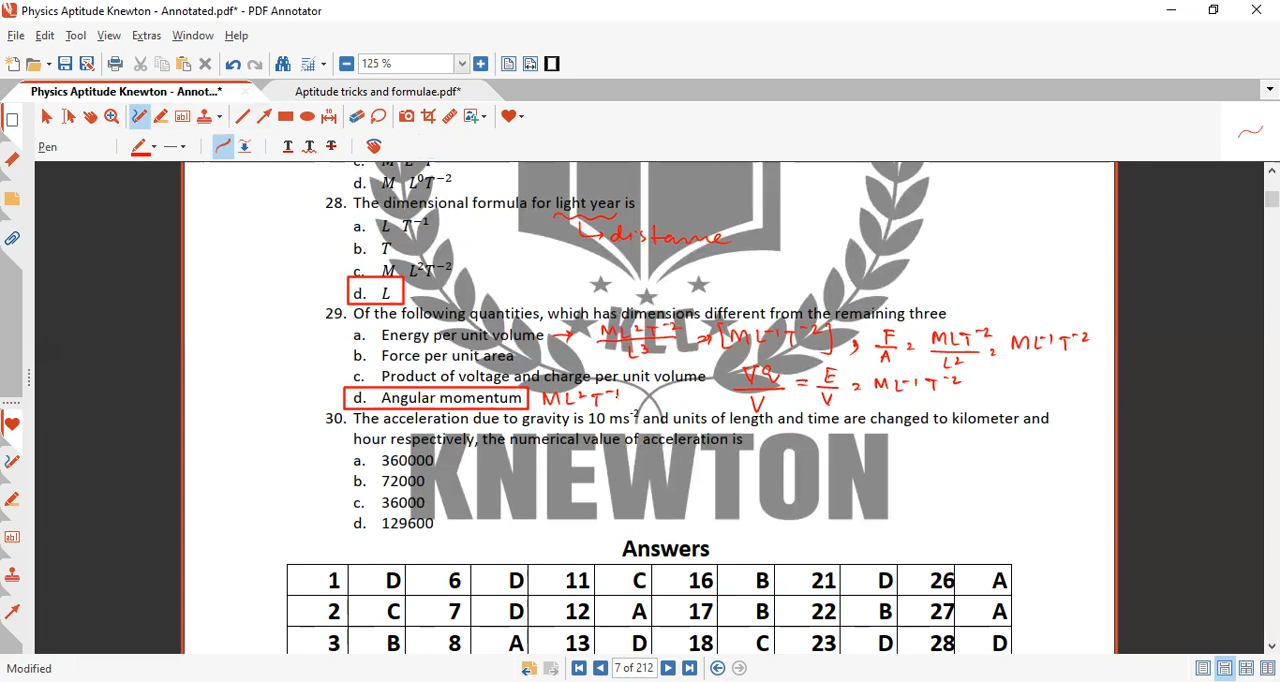 Physics Aptitude Knewton - Annotated.pdf* - PDF Annotator
File Edit Tool View Extras Window Help
125 %
Physics Aptitude Knewton - Annot...* Aptitude tricks and formulae.pdf*
Pen
d. M L⁰T⁻²
28. The dimensional formula for light year is
a. L T⁻¹
distance
b. T
c. M L²T⁻²
d. L
29. Of the following quantities, which has dimensions different from the remaining three
a. Energy per unit volume → ML²T⁻²/L³ ⇒ [ML⁻¹T⁻²], F/A = MLT⁻²/L² = ML⁻¹T⁻²
b. Force per unit area
c. Product of voltage and charge per unit volume VQ/V = E/V = ML⁻¹T⁻²
d. Angular momentum ML²T⁻¹
KEC
30. The acceleration due to gravity is 10 ms⁻² and units of length and time are changed to kilometer and
hour respectively, the numerical value of acceleration is
a. 360000
b. 72000
c. 36000
d. 129600
KNEWTON
Answers
1 D 6 D 11 C 16 B 21 D 26 A
2 C 7 D 12 A 17 B 22 B 27 A
3 B 8 A 13 D 18 C 23 D 28 D
Modified 7 of 212